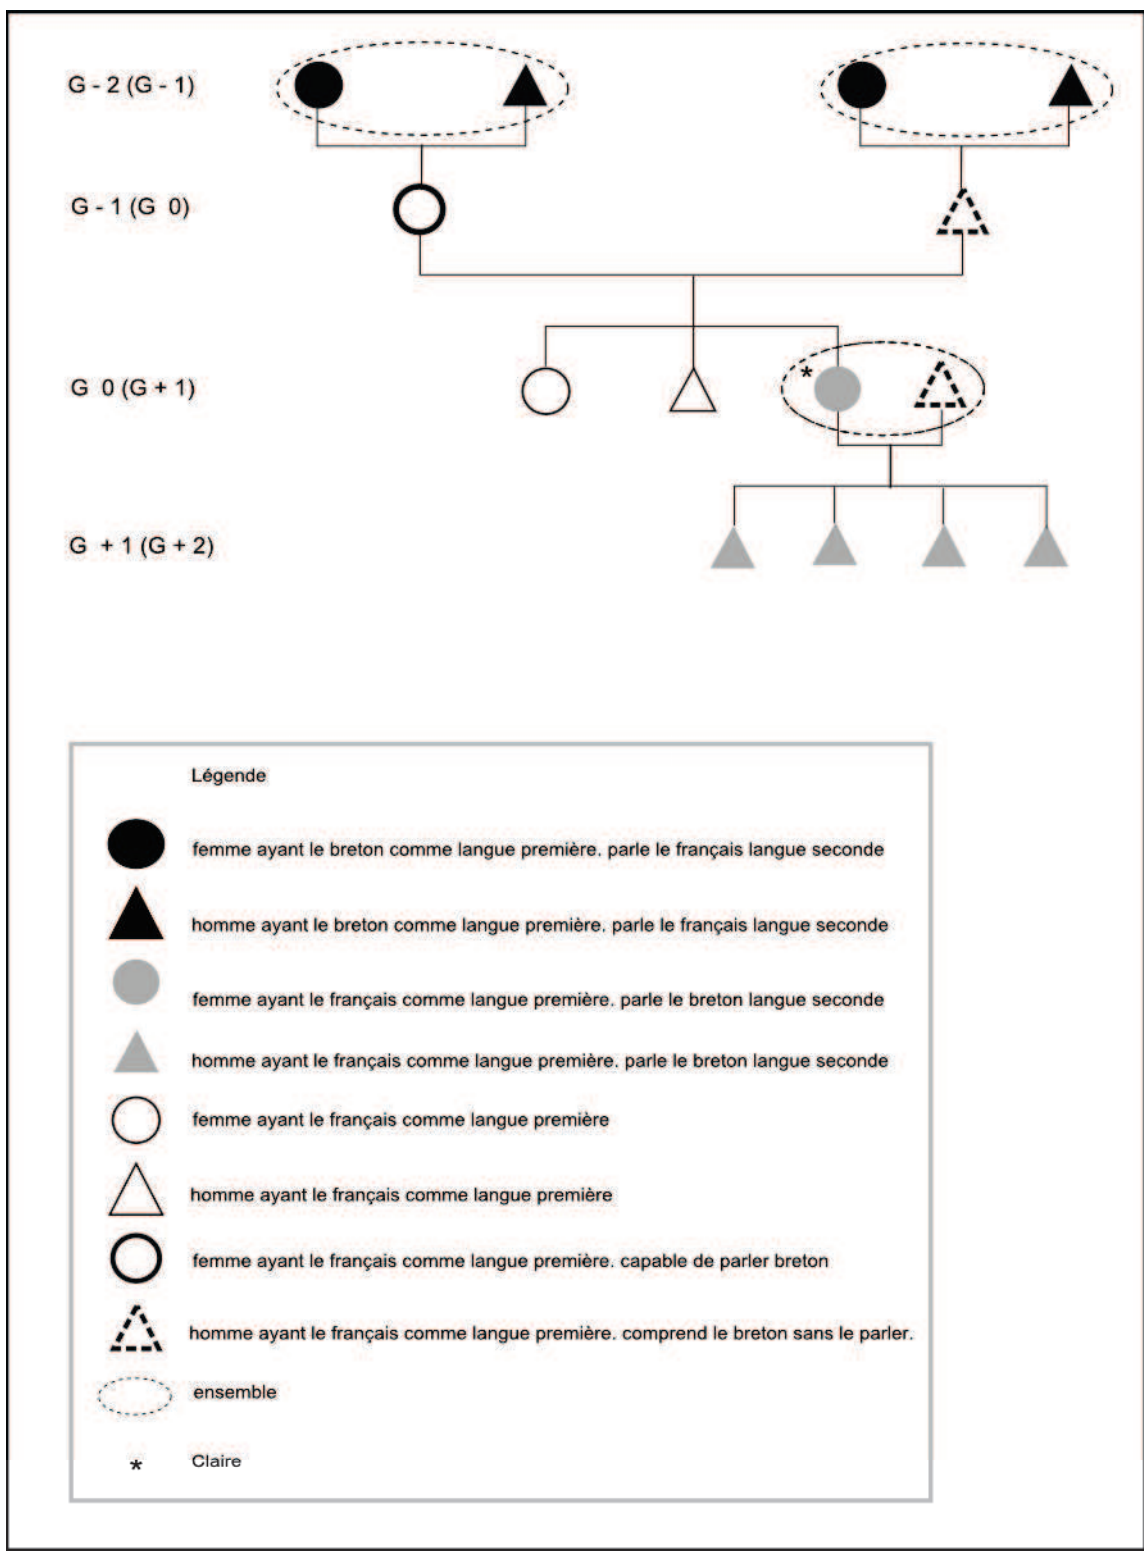 G - 2 (G - 1)
G - 1 (G 0)
*
G 0 (G + 1)
G + 1 (G + 2)
Légende
femme ayant le breton comme langue première. parle le français langue seconde
homme ayant le breton comme langue première. parle le français langue seconde
femme ayant le français comme langue première. parle le breton langue seconde
homme ayant le français comme langue première. parle le breton langue seconde
femme ayant le français comme langue première
homme ayant le français comme langue première
femme ayant le français comme langue première. capable de parler breton
homme ayant le français comme langue première. comprend le breton sans le parler.
ensemble
* Claire